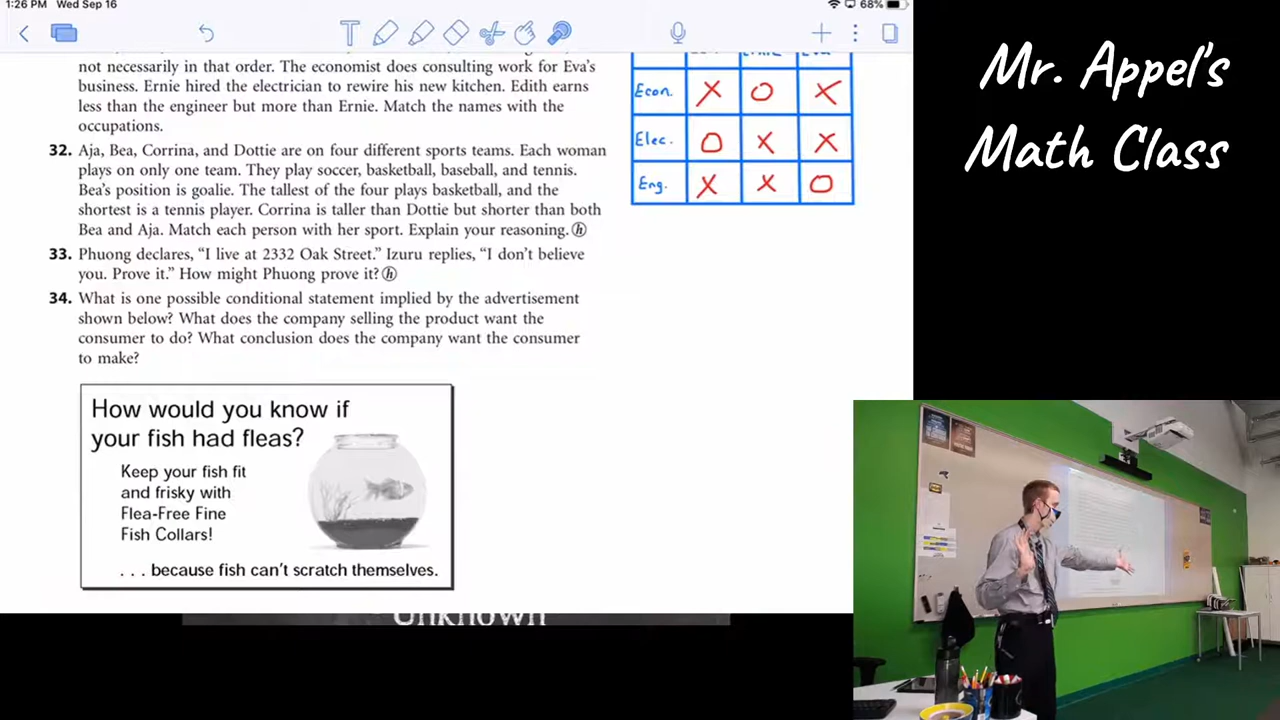 1:26 PM Wed Sep 16
68%
Mr. Appel's
Math Class
not necessarily in that order. The economist does consulting work for Eva's
business. Ernie hired the electrician to rewire his new kitchen. Edith earns
less than the engineer but more than Ernie. Match the names with the
occupations.
32. Aja, Bea, Corrina, and Dottie are on four different sports teams. Each woman
plays on only one team. They play soccer, basketball, baseball, and tennis.
Bea's position is goalie. The tallest of the four plays basketball, and the
shortest is a tennis player. Corrina is taller than Dottie but shorter than both
Bea and Aja. Match each person with her sport. Explain your reasoning. ⓗ
33. Phuong declares, “I live at 2332 Oak Street.” Izuru replies, “I don't believe
you. Prove it.” How might Phuong prove it? ⓗ
34. What is one possible conditional statement implied by the advertisement
shown below? What does the company selling the product want the
consumer to do? What conclusion does the company want the consumer
to make?
Econ. X O X
Elec. O X X
Eng. X X O
How would you know if
your fish had fleas?
Keep your fish fit
and frisky with
Flea-Free Fine
Fish Collars!
. . . because fish can't scratch themselves.
Unknown